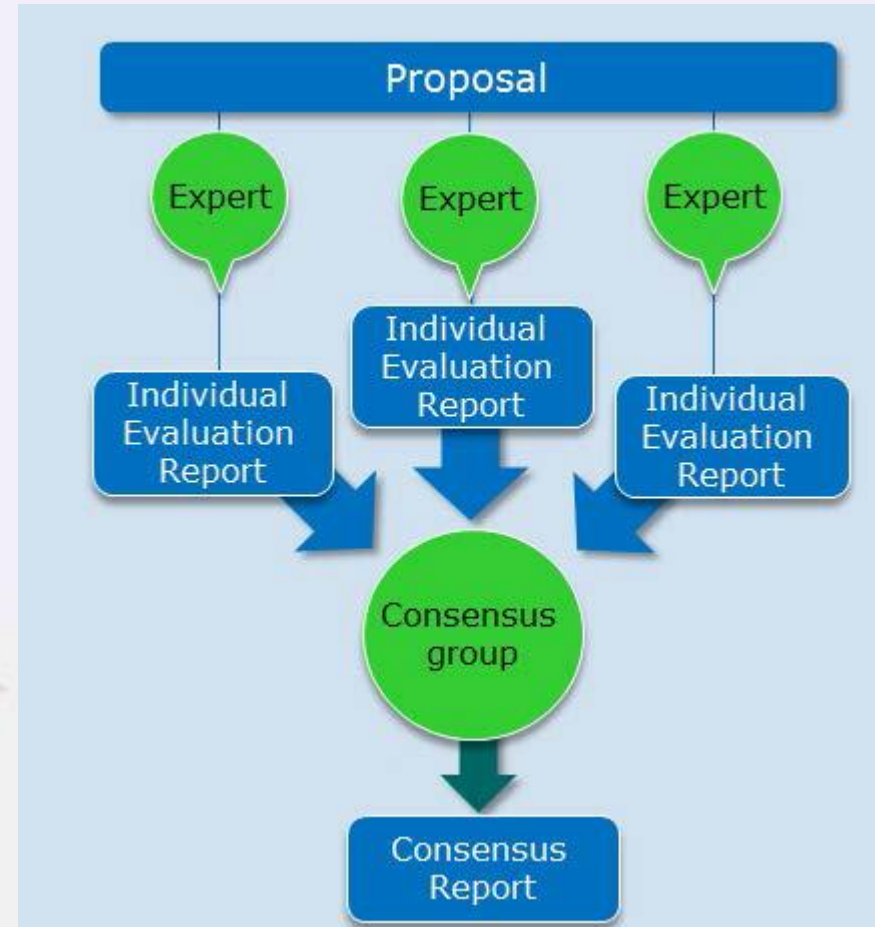 Proposal
Expert
Expert
Expert
Individual
Evaluation
Report
Individual
Evaluation
Report
Individual
Evaluation
Report
Consensus
group
Consensus
Report